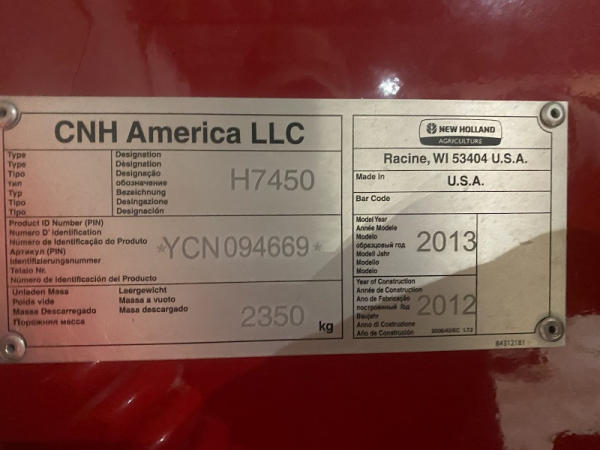 CNH America LLC
Type Designation
Type Désignation
Tipo Designação
тип обозначение
Typ Bezeichnung
Tipo Desingazione
Tipo Designación
H7450
Product ID Number (PIN)
Numero D' identification
Número de Identificação do Produto
Артикул (PIN)
Identifizierungsnummer
Telaio Nr.
Número de Identificación del Producto
*YCN094669*
Unladen Mass Leergewicht
Poids vide Massa a vuoto
Massa Descarregado Masa descargado
Порожняя масса
2350 kg
NEW HOLLAND
AGRICULTURE
Racine, WI 53404 U.S.A.
Made in U.S.A.
Bar Code
Model Year
Année Modele
Modelo
образцовый год
Modell Jahr
Modello
Modelo
2013
Year of Construction
Année de Construction
Ano de Fabricação
построенный Год
Baujahr
Anno di Costruzione
Año de Construción
2012
84312181